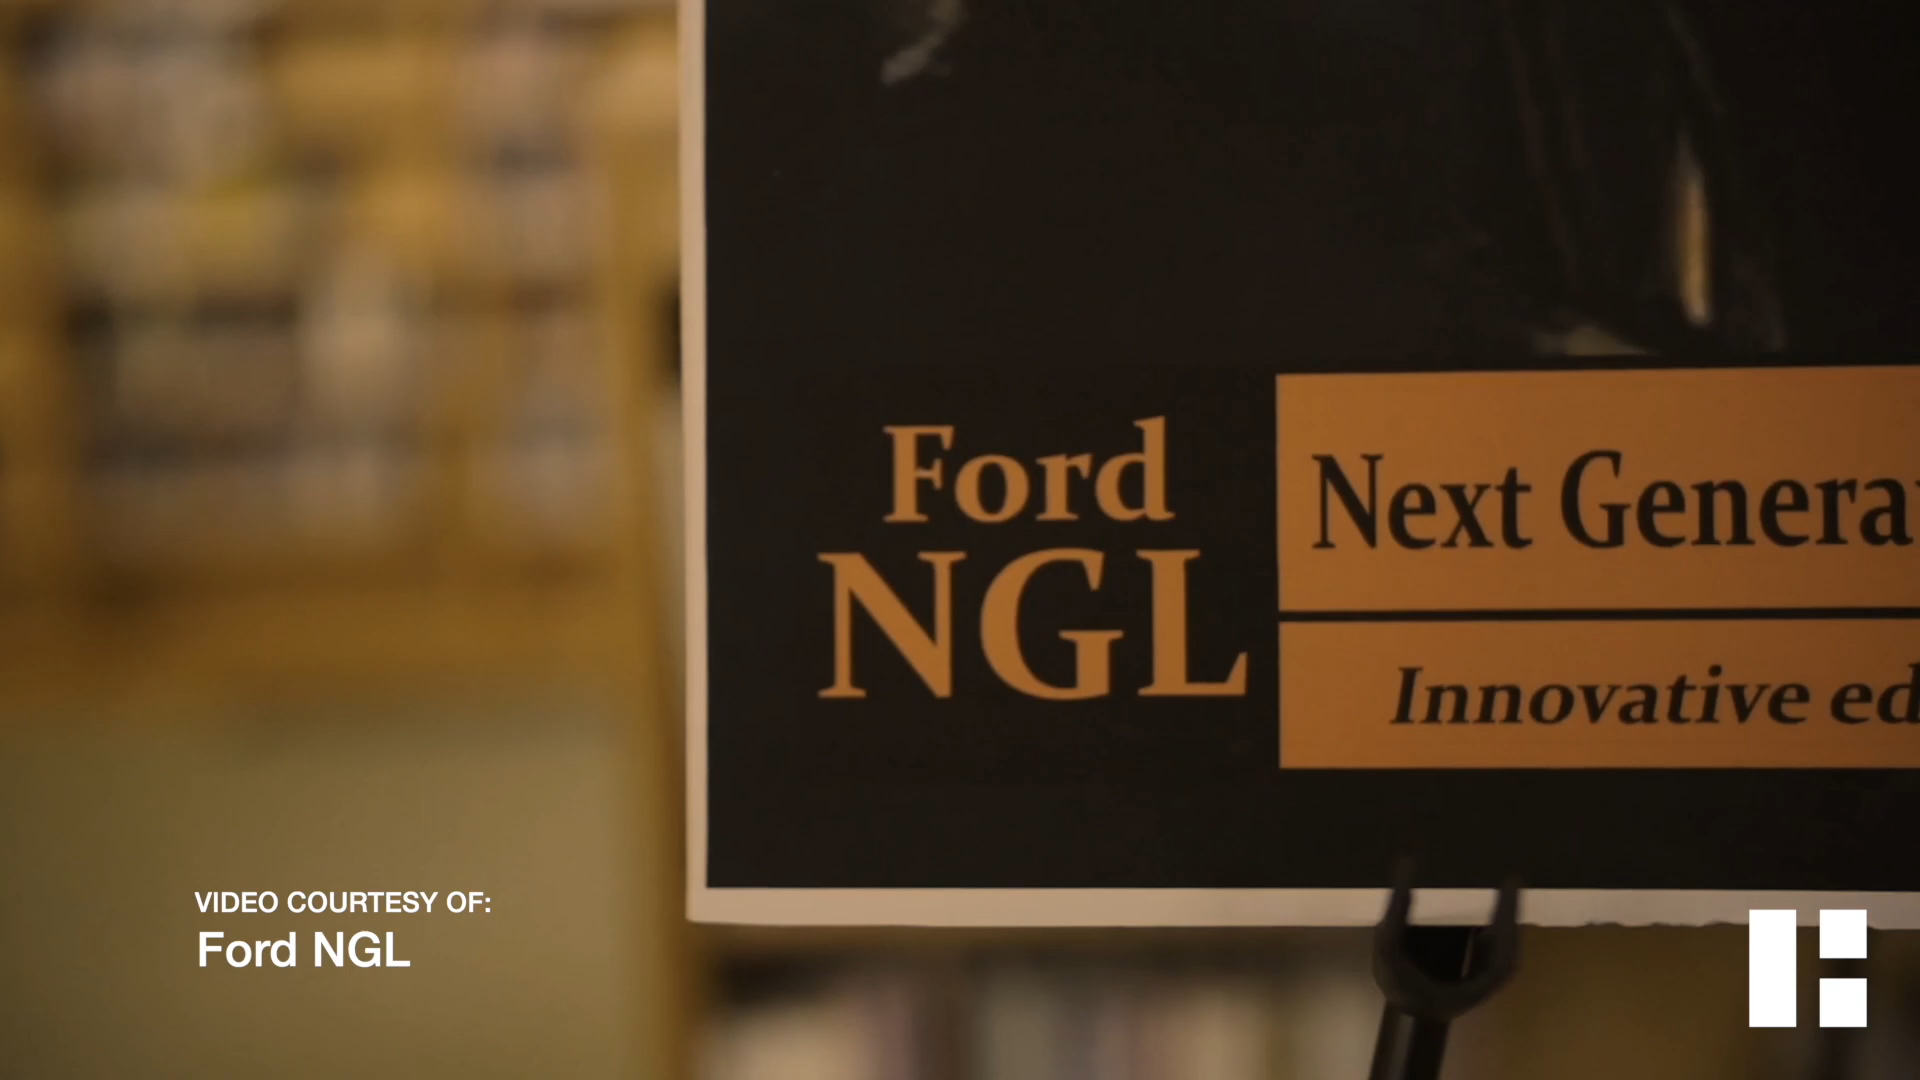 Ford
NGL
Next Genera
Innovative ed
VIDEO COURTESY OF:
Ford NGL